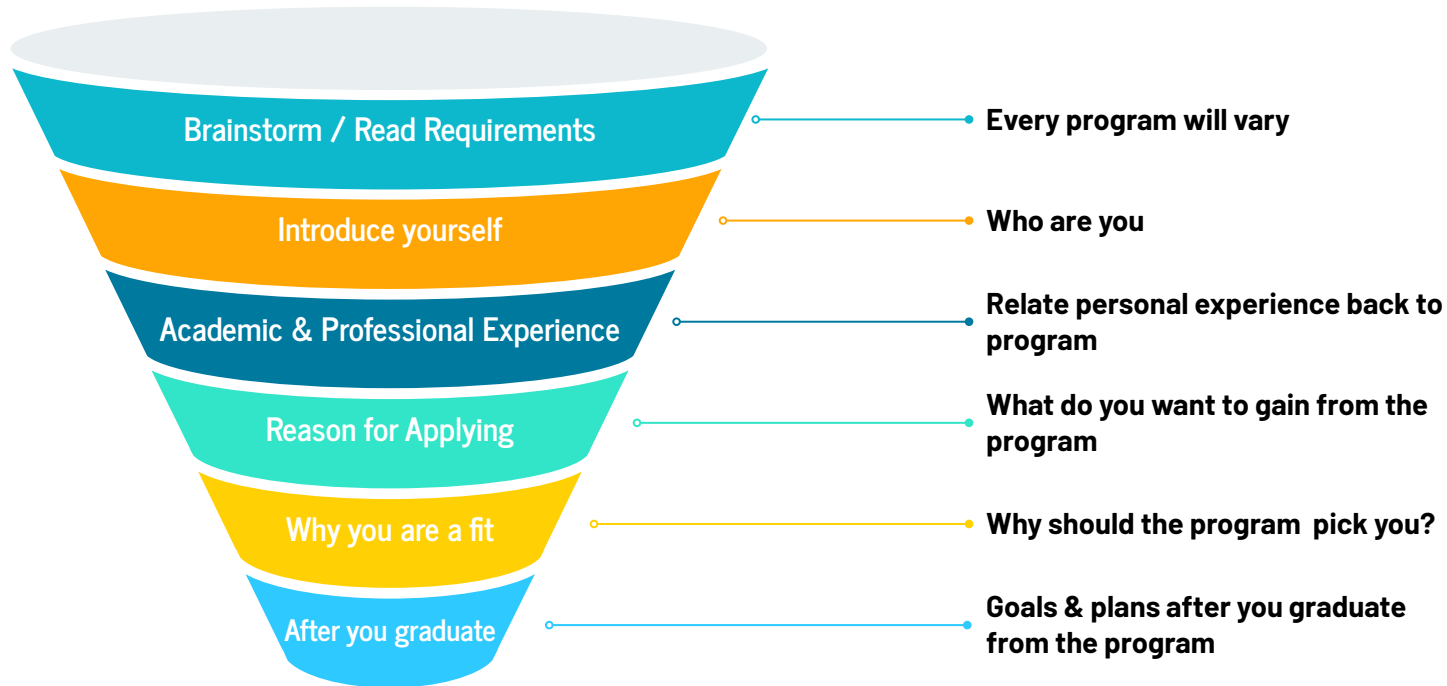 Brainstorm / Read Requirements
Every program will vary
Introduce yourself
Who are you
Academic & Professional Experience
Relate personal experience back to
program
Reason for Applying
What do you want to gain from the
program
Why you are a fit
Why should the program  pick you?
After you graduate
Goals & plans after you graduate
from the program